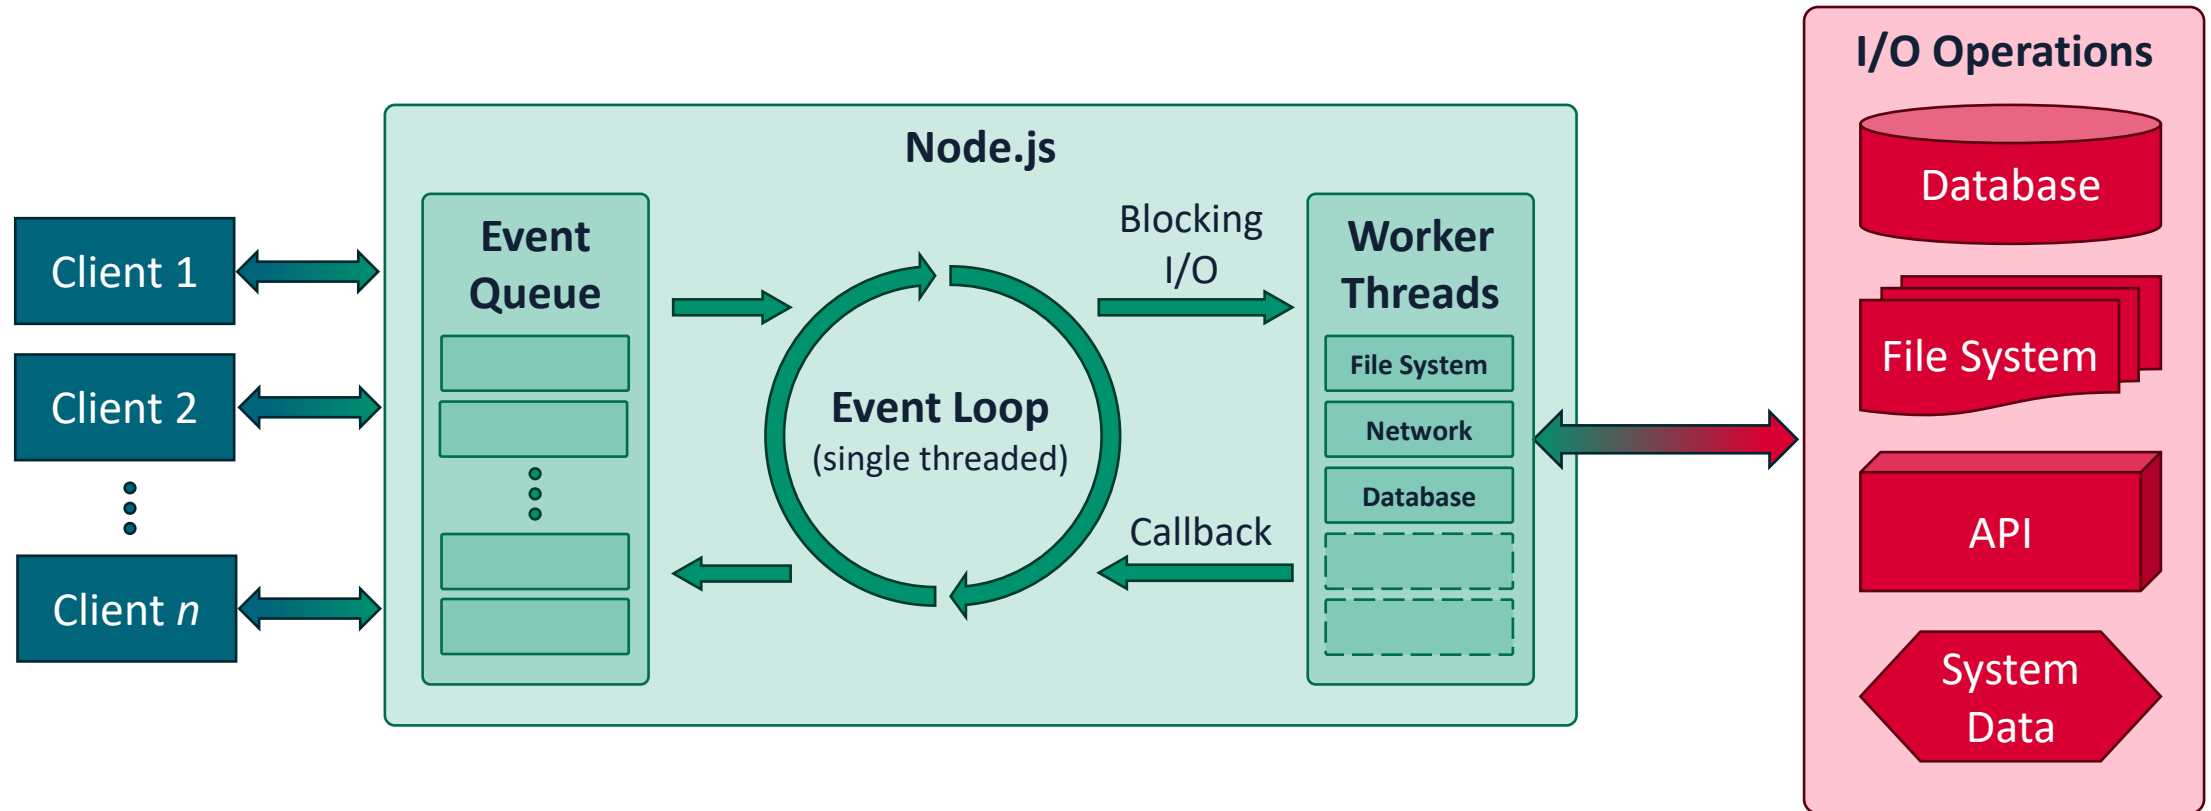 Client 1
Client 2
Client n
Node.js
Event
Queue
Event Loop
(single threaded)
Blocking
I/O
Callback
Worker
Threads
File System
Network
Database
I/O Operations
Database
File System
API
System
Data